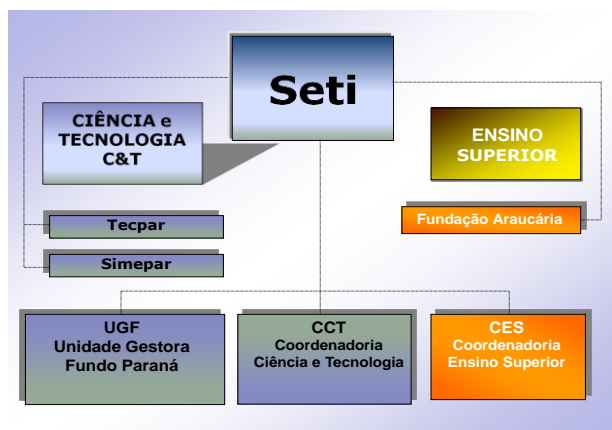 Seti
CIÊNCIA e
TECNOLOGIA
C&T
ENSINO
SUPERIOR
Tecpar
Fundação Araucária
Simepar
UGF
Unidade Gestora
Fundo Paraná
CCT
Coordenadoria
Ciência e Tecnologia
CES
Coordenadoria
Ensino Superior